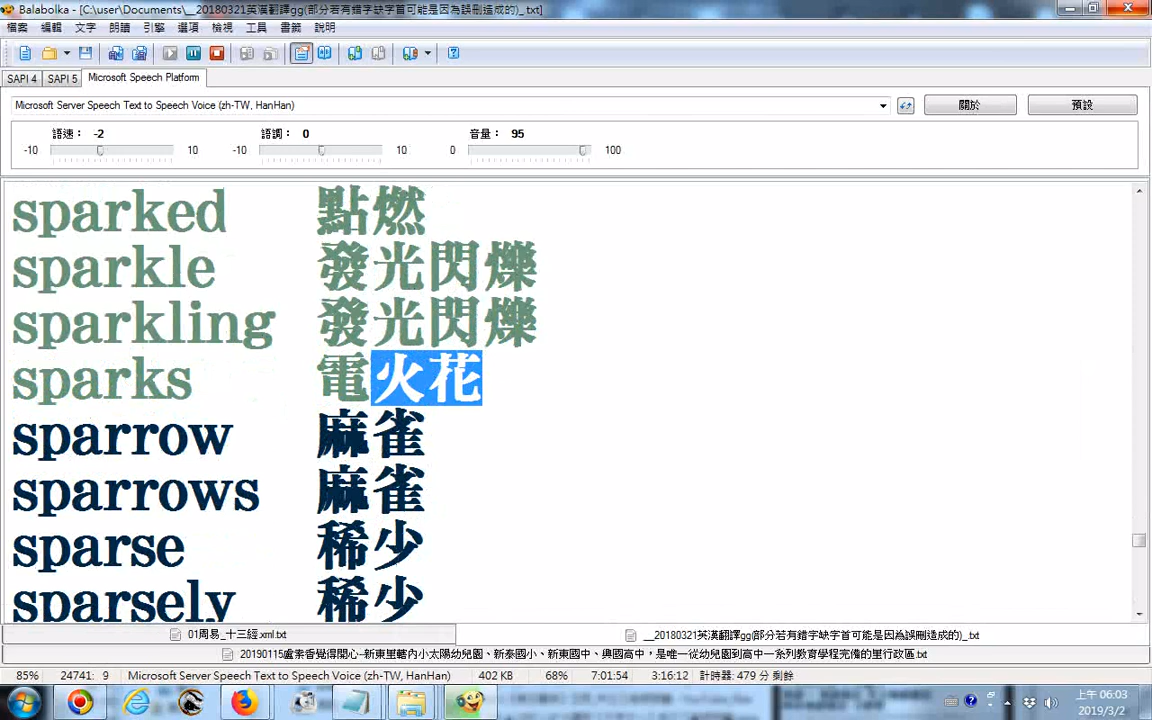 Balabolka - [C:\user\Documents\__20180321英漢翻譯gg(部分若有錯字缺字首可能是因為誤刪造成的)_.txt]
檔案 編輯 文字 朗讀 引擎 選項 檢視 工具 書籤 說明
SAPI 4 SAPI 5 Microsoft Speech Platform
Microsoft Server Speech Text to Speech Voice (zh-TW, HanHan) 關於 預設
語速： -2 語調： 0 音量： 95
-10 10 -10 10 0 100
sparked 點燃
sparkle 發光閃爍
sparkling 發光閃爍
sparks 電火花
sparrow 麻雀
sparrows 麻雀
sparse 稀少
sparsely 稀少
01周易_十三經.xml.txt __20180321英漢翻譯gg(部分若有錯字缺字首可能是因為誤刪造成的)_.txt
20190115盧素香覺得開心--新東里轄內小太陽幼兒園、新泰國小、新東國中、興國高中，是唯一從幼兒園到高中一系列教育學程完備的里行政區.txt
85% 24741: 9 Microsoft Server Speech Text to Speech Voice (zh-TW, HanHan) 402 KB 68% 7:01:54 3:16:12 計時器: 479 分 剩餘
上午 06:03
2019/3/2